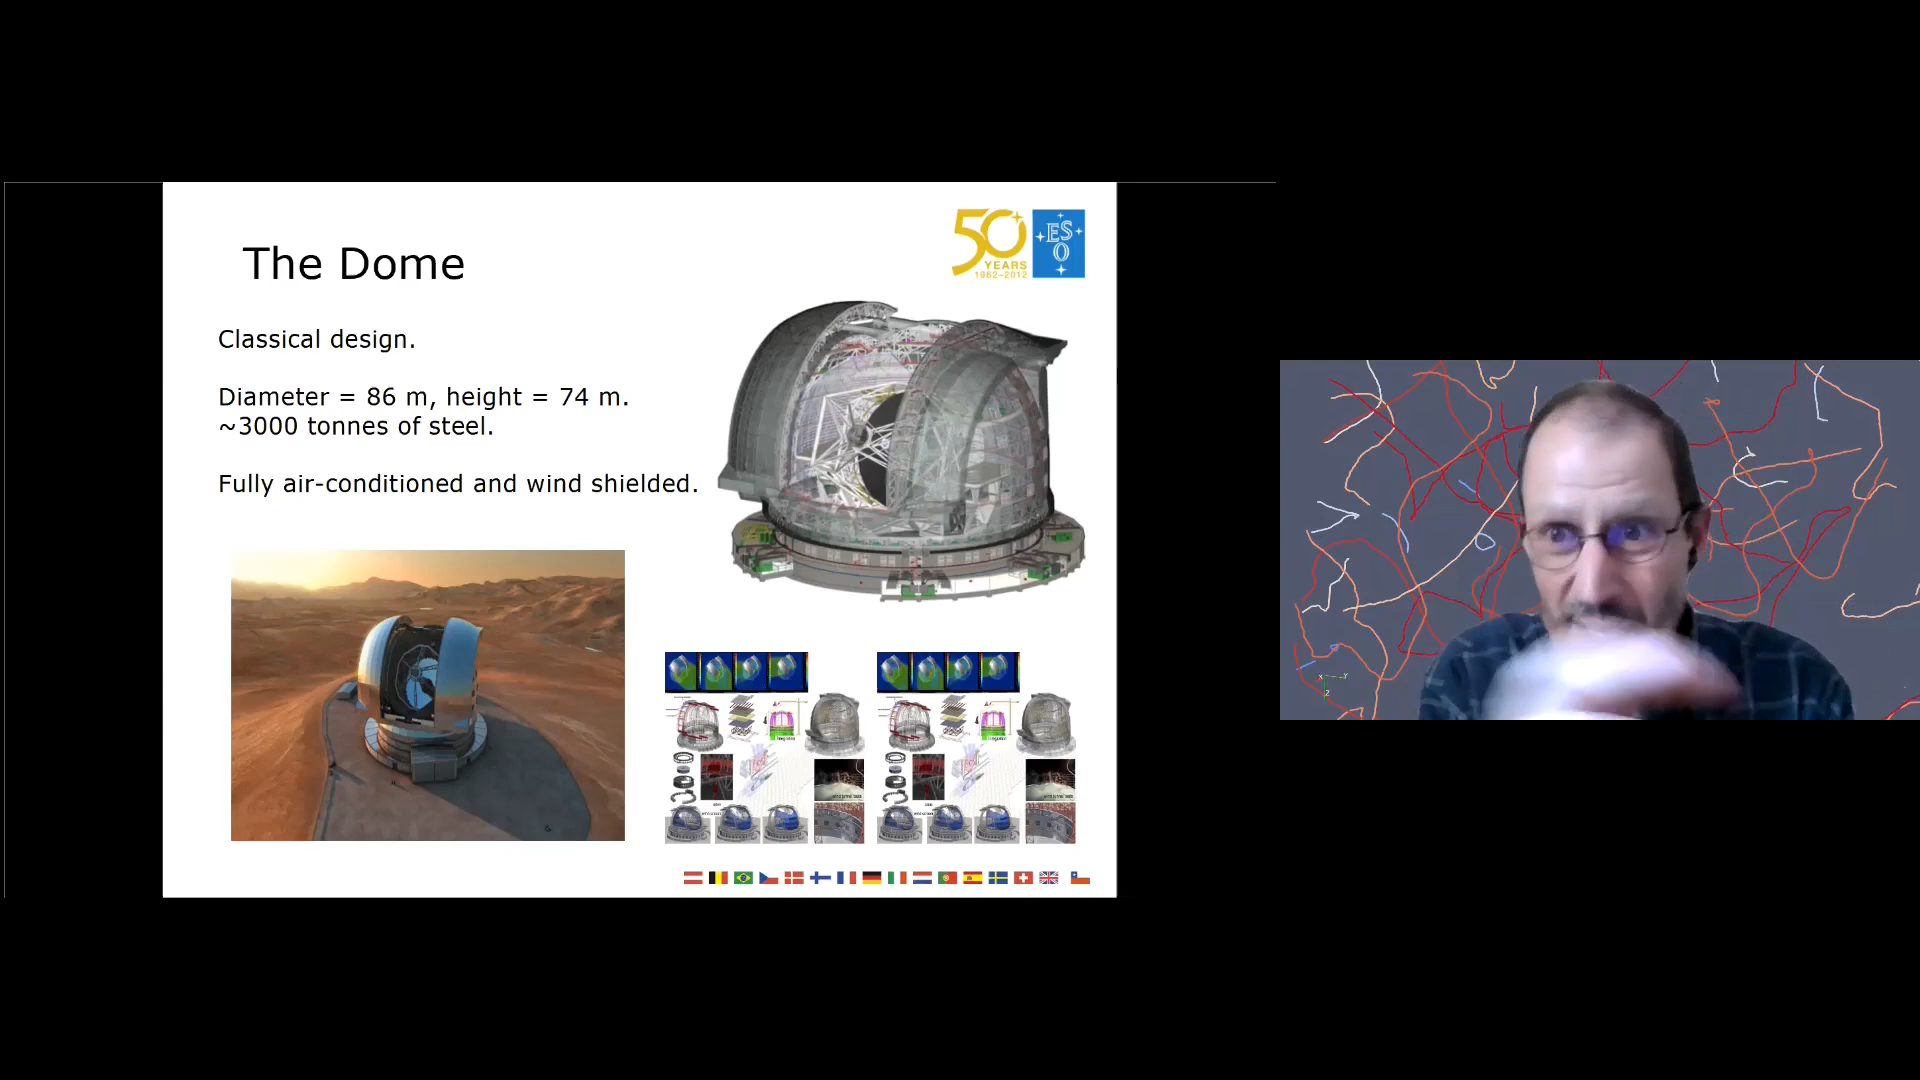 The Dome
50
YEARS
1962–2012
ES
O
Classical design.
Diameter = 86 m, height = 74 m.
~3000 tonnes of steel.
Fully air-conditioned and wind shielded.
X
Y
Z